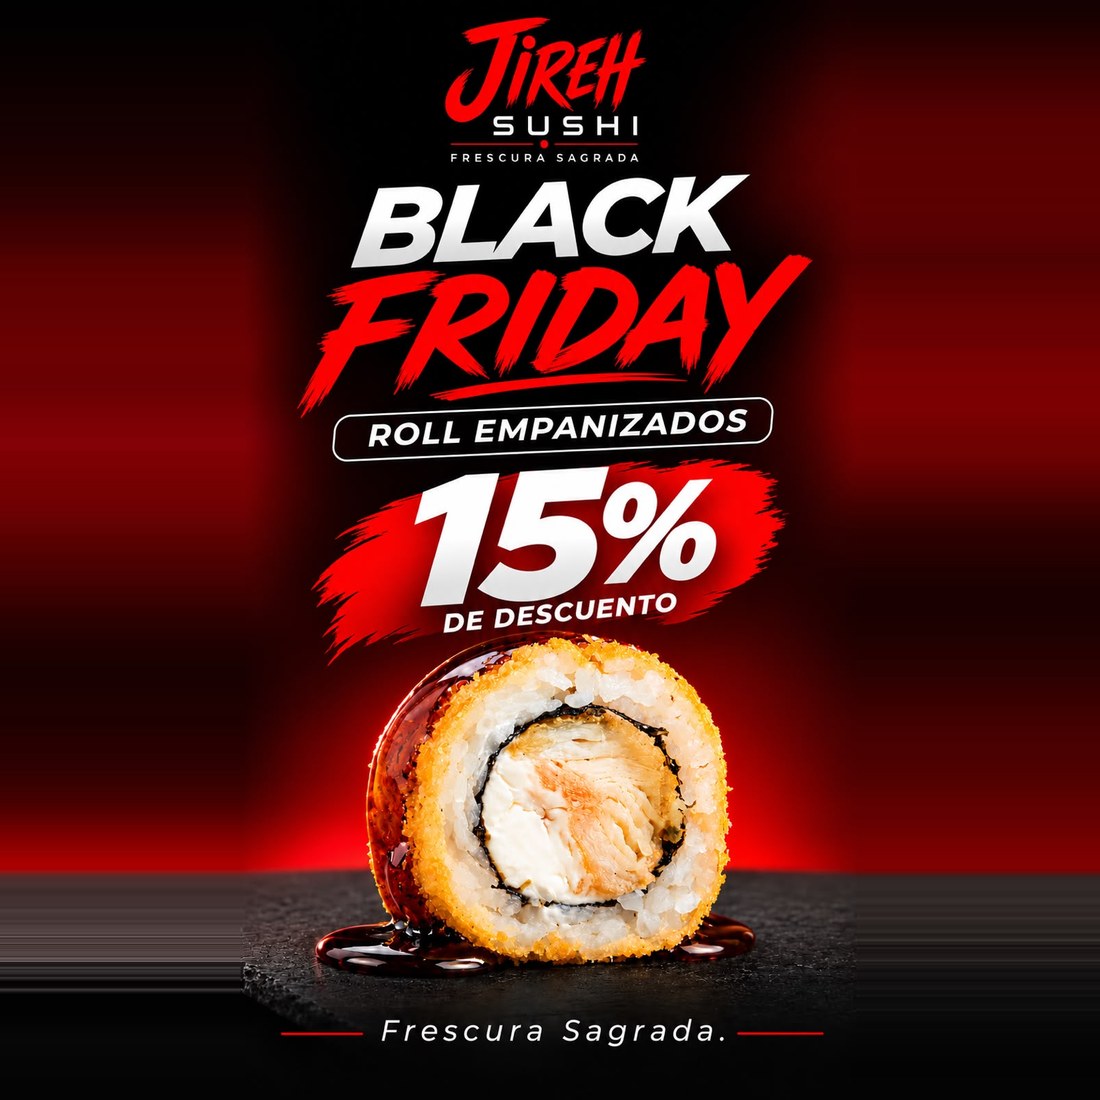 JIREH
SUSHI
FRESCURA SAGRADA
BLACK
FRIDAY
ROLL EMPANIZADOS
15%
DE DESCUENTO
Frescura Sagrada.